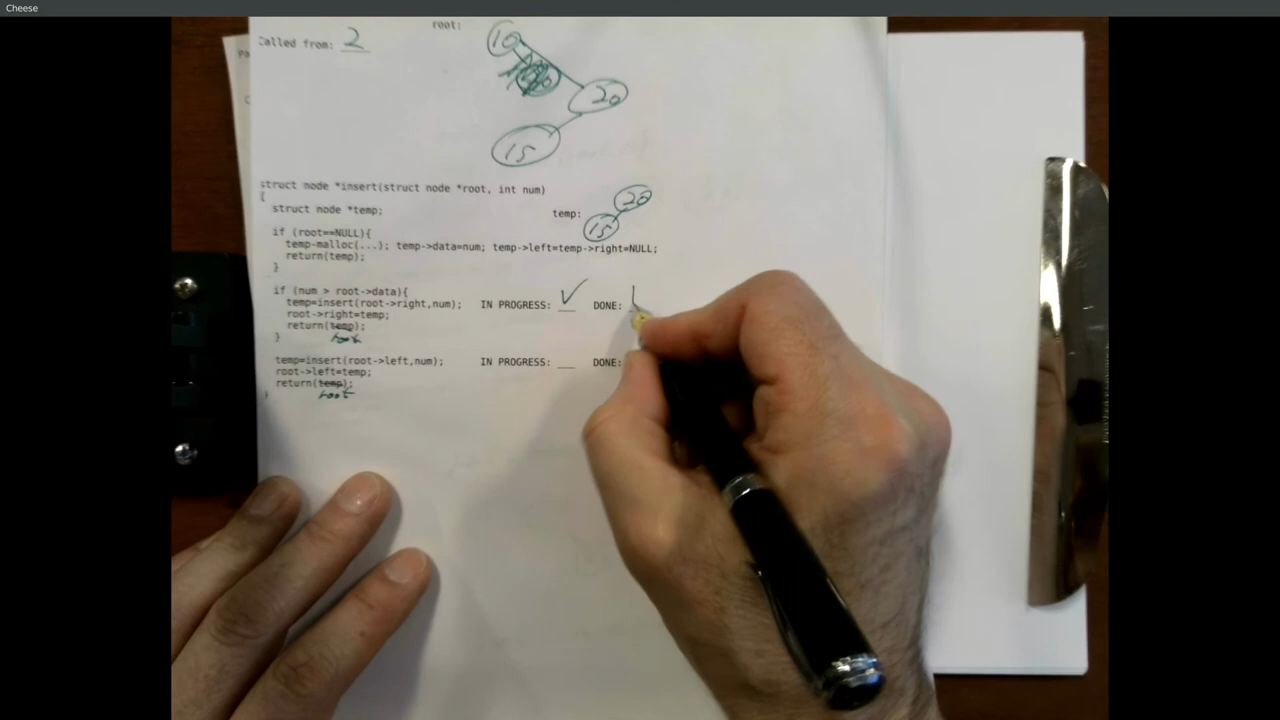 Cheese
root:
Called from: 2
10
20
15
struct node *insert(struct node *root, int num)
{
struct node *temp;
temp:
20
15
if (root==NULL){
temp-malloc(...); temp->data=num; temp->left=temp->right=NULL;
return(temp);
}
if (num > root->data){
temp=insert(root->right,num); IN PROGRESS: ✓ DONE:
root->right=temp;
return(temp);
root
}
temp=insert(root->left,num); IN PROGRESS: ___ DONE:
root->left=temp;
return(temp);
root
}